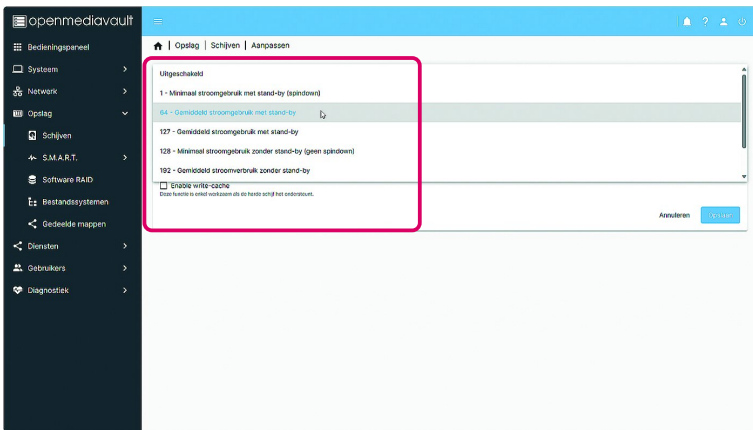 openmediavault
Bedieningspaneel
Systeem
Netwerk
Opslag
Schijven
S.M.A.R.T.
Software RAID
Bestandssystemen
Gedeelde mappen
Diensten
Gebruikers
Diagnostiek
Opslag | Schijven | Aanpassen
Uitgeschakeld
1 - Minimaal stroomgebruik met stand-by (spindown)
64 - Gemiddeld stroomgebruik met stand-by
127 - Gemiddeld stroomgebruik met stand-by
128 - Minimaal stroomgebruik zonder stand-by (geen spindown)
192 - Gemiddeld stroomverbruik zonder stand-by
Enable write-cache
Deze functie is enkel werkzaam als de harde schijf het ondersteunt.
Annuleren Opslaan